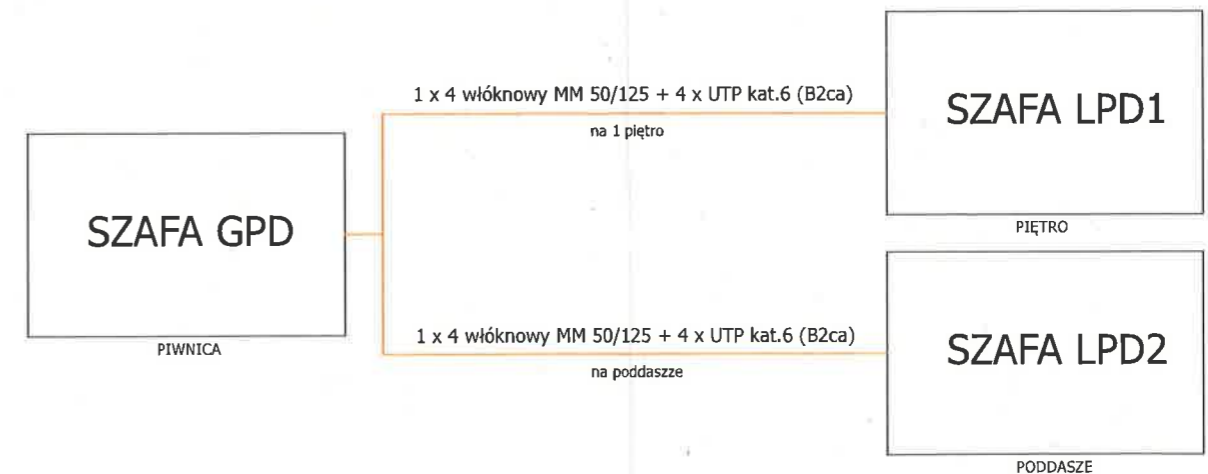 1 x 4 włóknowy MM 50/125 + 4 x UTP kat.6 (B2ca)
na 1 piętro
SZAFA LPD1
PIĘTRO
SZAFA GPD
PIWNICA
1 x 4 włóknowy MM 50/125 + 4 x UTP kat.6 (B2ca)
na poddaszze
SZAFA LPD2
PODDASZE